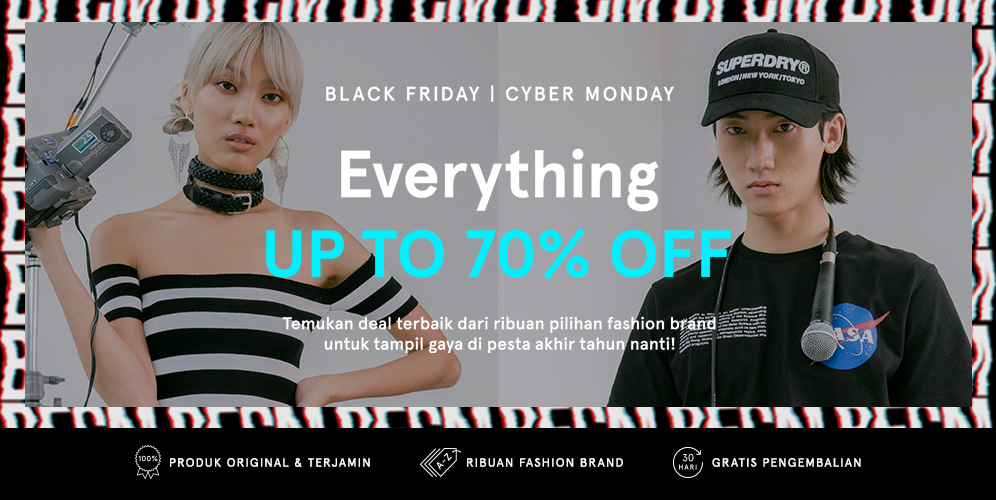 BLACK FRIDAY | CYBER MONDAY
SUPERDRY®
LONDON/NEW YORK/TOKYO
Everything
UP TO 70% OFF
Temukan deal terbaik dari ribuan pilihan fashion brand
untuk tampil gaya di pesta akhir tahun nanti!
100% PRODUK ORIGINAL & TERJAMIN
A-Z RIBUAN FASHION BRAND
30 HARI GRATIS PENGEMBALIAN